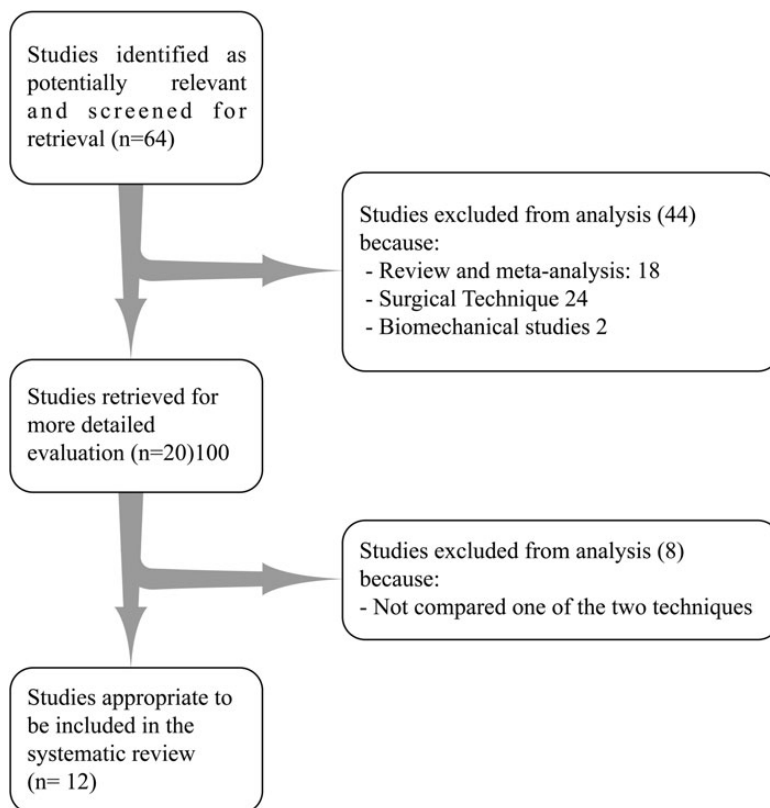 Studies identified as
potentially relevant
and screened for
retrieval (n=64)
Studies excluded from analysis (44)
because:
- Review and meta-analysis: 18
- Surgical Technique 24
- Biomechanical studies 2
Studies retrieved for
more detailed
evaluation (n=20)100
Studies excluded from analysis (8)
because:
- Not compared one of the two techniques
Studies appropriate to
be included in the
systematic review
(n= 12)